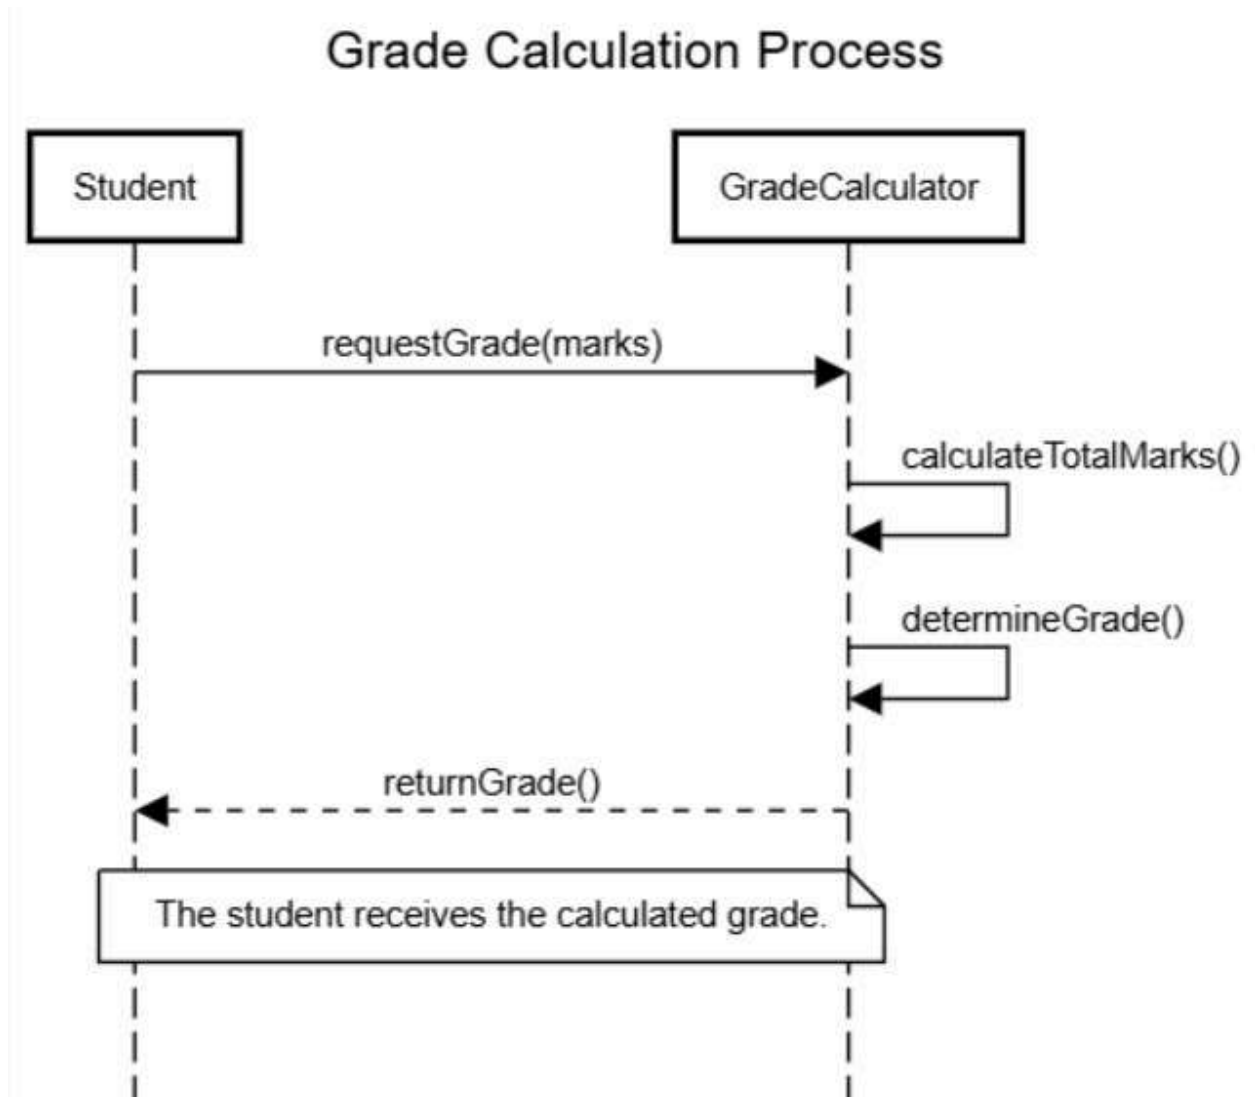 Grade Calculation Process
Student
GradeCalculator
requestGrade(marks)
calculateTotalMarks()
determineGrade()
returnGrade()
The student receives the calculated grade.